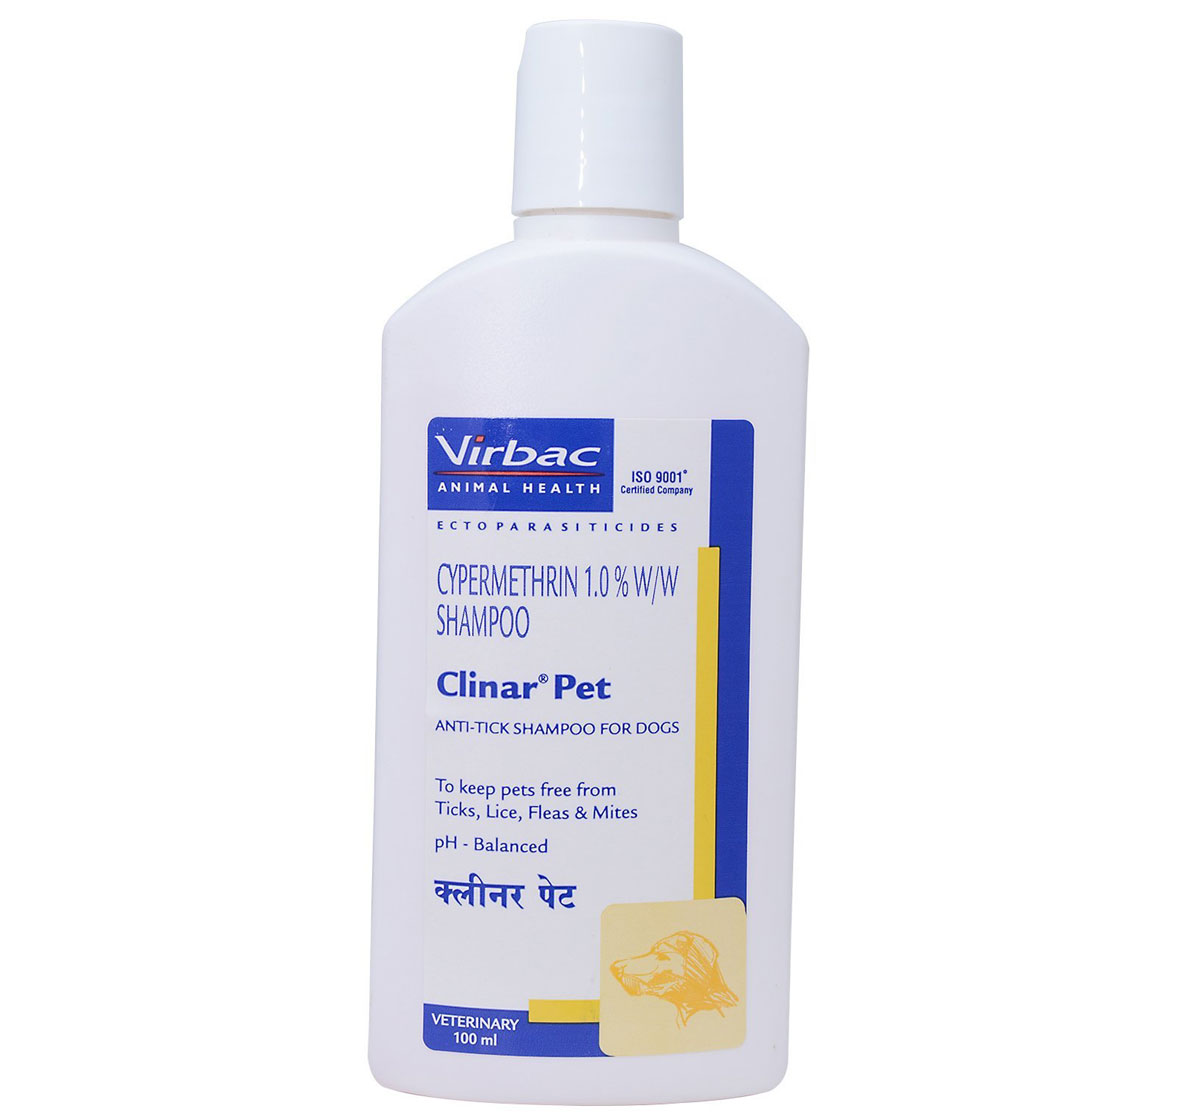 Virbac
ANIMAL HEALTH
ISO 9001°
Certified Company
ECTOPARASITICIDES
CYPERMETHRIN 1.0 % W/W
SHAMPOO
Clinar® Pet
ANTI-TICK SHAMPOO FOR DOGS
To keep pets free from
Ticks, Lice, Fleas & Mites
pH - Balanced
क्लीनर पेट
VETERINARY
100 ml